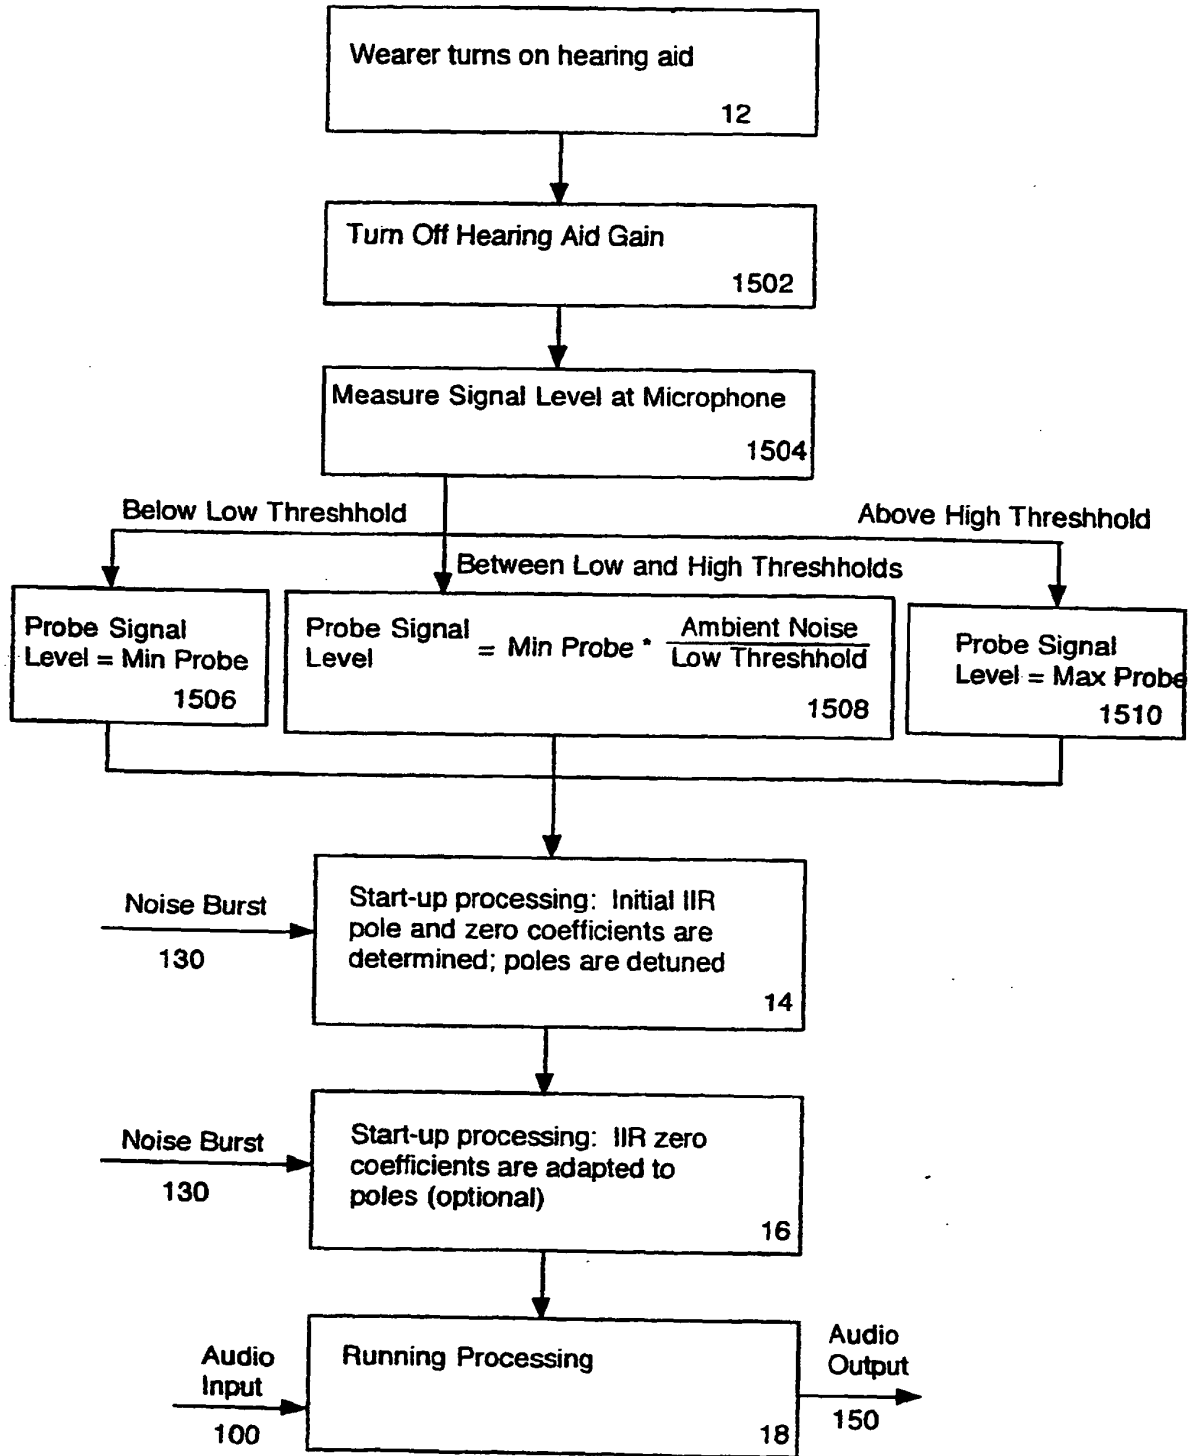 Wearer turns on hearing aid
12
Turn Off Hearing Aid Gain
1502
Measure Signal Level at Microphone
1504
Below Low Threshhold
Above High Threshhold
Between Low and High Threshholds
Probe Signal
Level = Min Probe
1506
Probe Signal
Level
= Min Probe *
Ambient Noise
Low Threshhold
1508
Probe Signal
Level = Max Probe
1510
Noise Burst
130
Start-up processing: Initial IIR
pole and zero coefficients are
determined; poles are detuned
14
Noise Burst
130
Start-up processing: IIR zero
coefficients are adapted to
poles (optional)
16
Audio
Input
100
Running Processing
18
Audio
Output
150